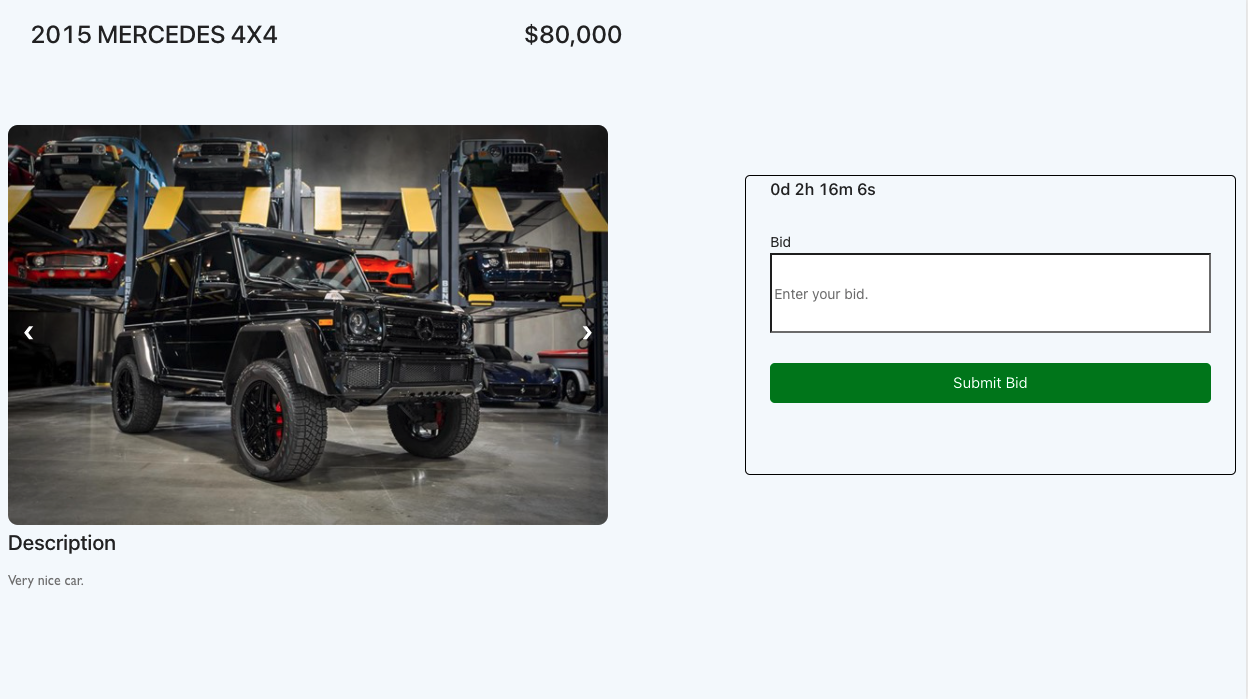 2015 MERCEDES 4X4
$80,000
0d 2h 16m 6s
Bid
Enter your bid.
Submit Bid
Description
Very nice car.